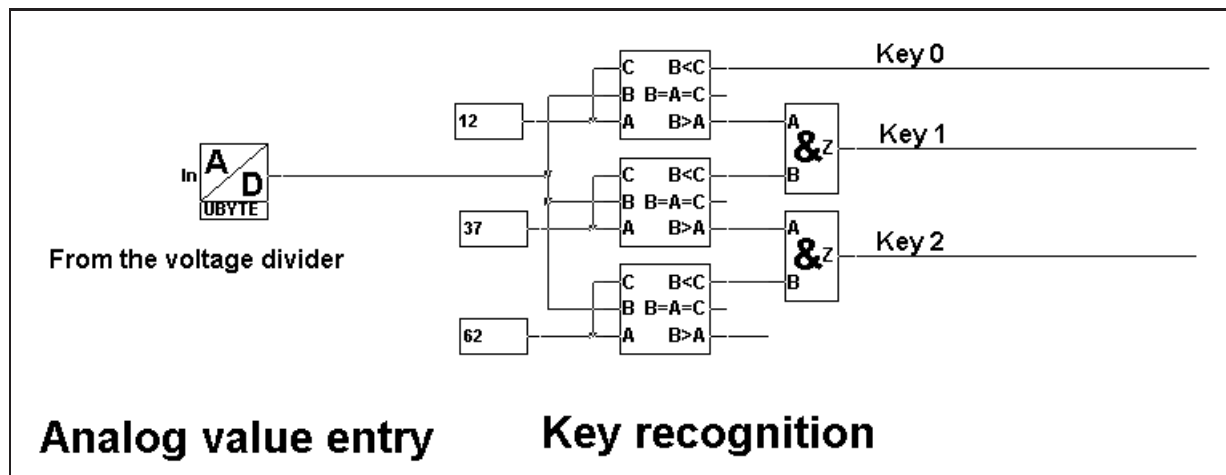 Key 0
C B<C
B B=A=C
12
A B>A
A
& Z
Key 1
B
In
A
D
UBYTE
C B<C
B B=A=C
37
A B>A
A
& Z
Key 2
B
From the voltage divider
C B<C
B B=A=C
62
A B>A
Analog value entry
Key recognition